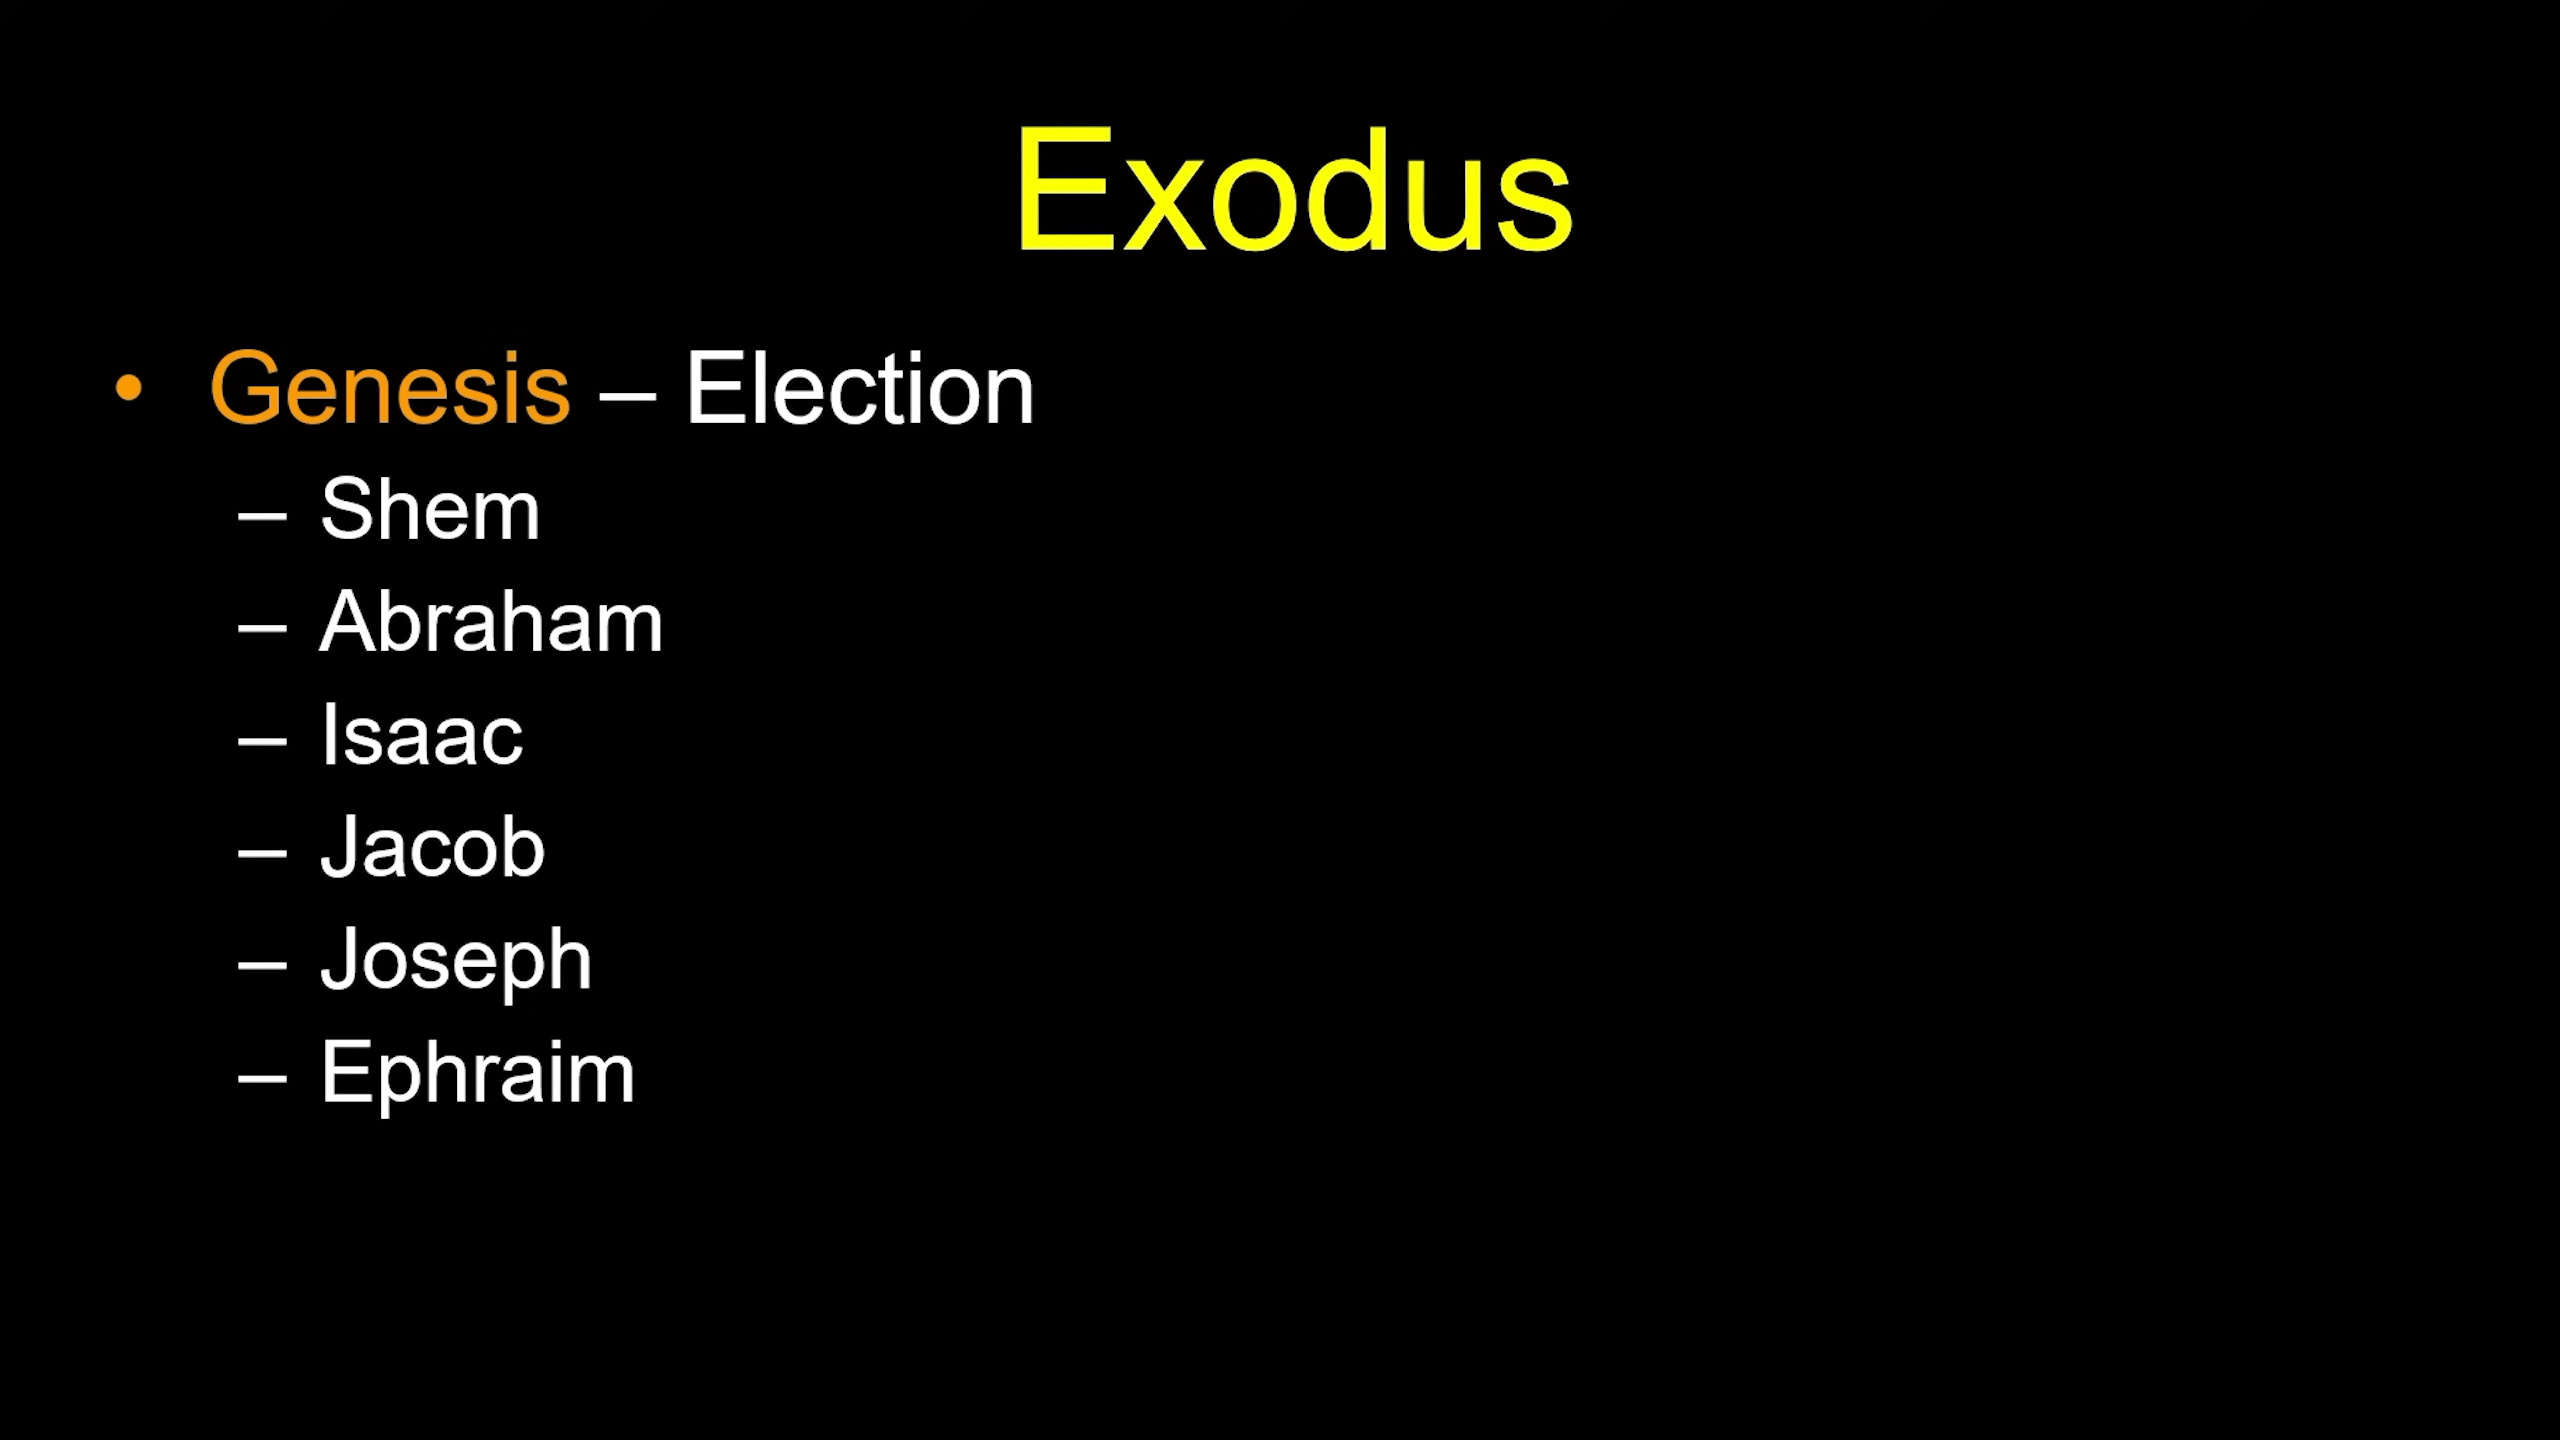 Exodus
• Genesis – Election
– Shem
– Abraham
– Isaac
– Jacob
– Joseph
– Ephraim